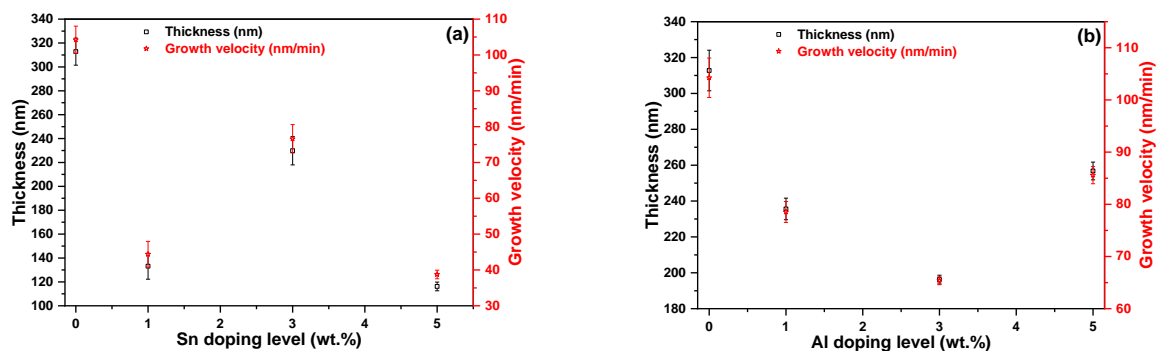 (a)
Thickness (nm)
Growth velocity (nm/min)
Thickness (nm)
340
320
300
280
260
240
220
200
180
160
140
120
100
Growth velocity (nm/min)
110
100
90
80
70
60
50
40
30
0 1 2 3 4 5
Sn doping level (wt.%)
(b)
Thickness (nm)
Growth velocity (nm/min)
Thickness (nm)
340
320
300
280
260
240
220
200
180
Growth velocity (nm/min)
110
100
90
80
70
60
0 1 2 3 4 5
Al doping level (wt.%)